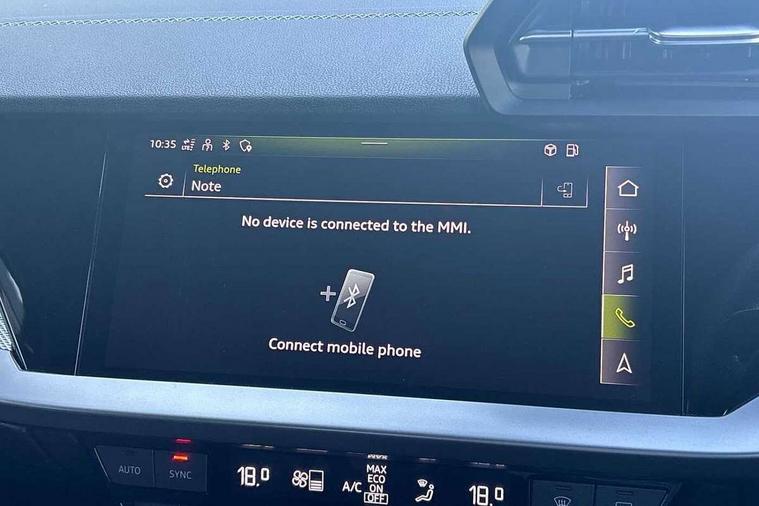 10:35 LTE
Telephone
Note
No device is connected to the MMI.
Connect mobile phone
AUTO
SYNC
18.0
A/C
MAX
ECO
ON
OFF
18.0